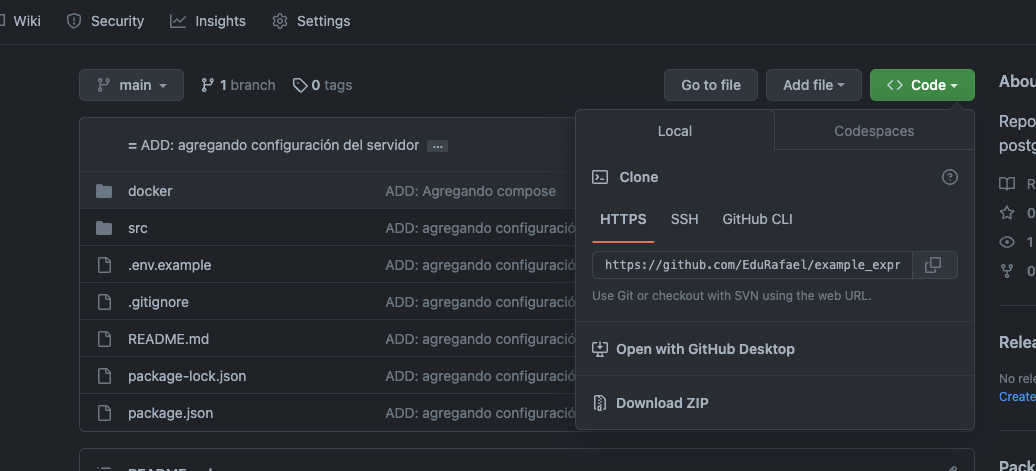 Wiki Security Insights Settings
main 1 branch 0 tags Go to file Add file <> Code
= ADD: agregando configuración del servidor ...
docker ADD: Agregando compose
src ADD: agregando configuració
.env.example ADD: agregando configuració
.gitignore ADD: agregando configuració
README.md ADD: agregando configuració
package-lock.json ADD: agregando configuració
package.json ADD: agregando configuració
Local Codespaces
Clone
HTTPS SSH GitHub CLI
https://github.com/EduRafael/example_expr
Use Git or checkout with SVN using the web URL.
Open with GitHub Desktop
Download ZIP
Abou
Repo
postg
R
0
1
0
Relea
No rele
Create
Pack